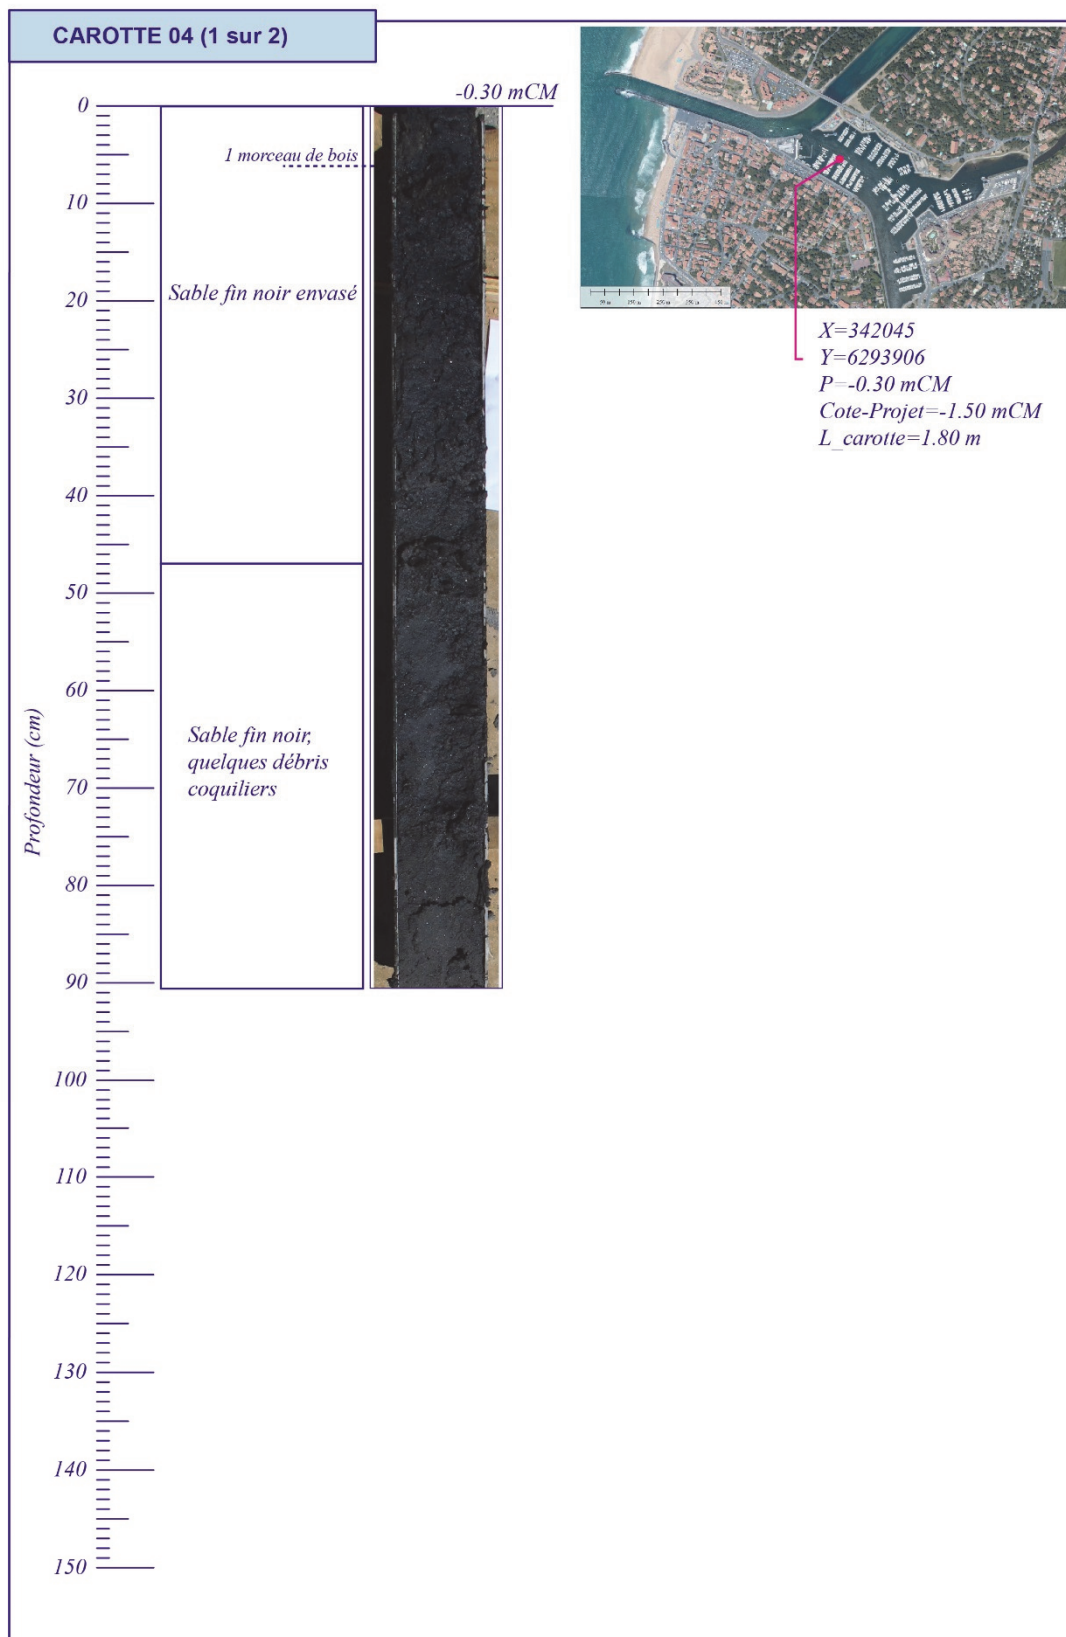 CAROTTE 04 (1 sur 2)
-0.30 mCM
0
1 morceau de bois
10
Sable fin noir envasé
20
X=342045
Y=6293906
P=-0.30 mCM
Cote-Projet=-1.50 mCM
L_carotte=1.80 m
30
40
50
60
Profondeur (cm)
Sable fin noir,
quelques débris
coquiliers
70
80
90
100
110
120
130
140
150